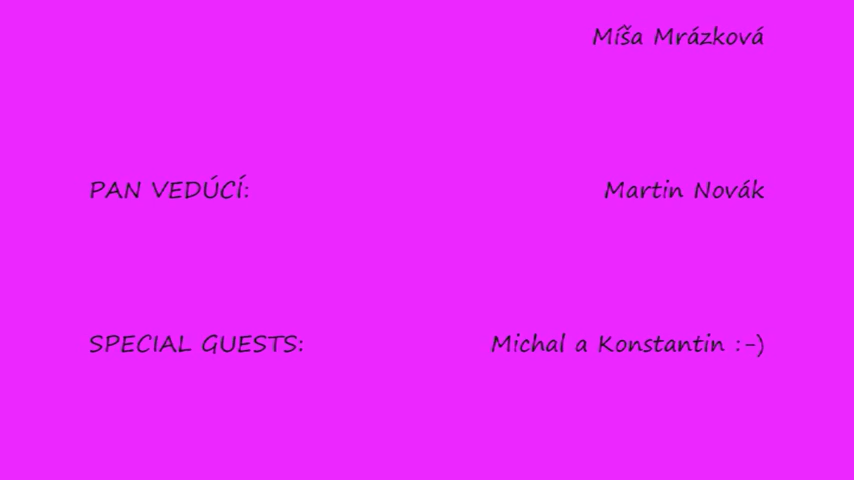 Míša Mrázková
PAN VEDÚCÍ: Martin Novák
SPECIAL GUESTS: Michal a Konstantin :-)